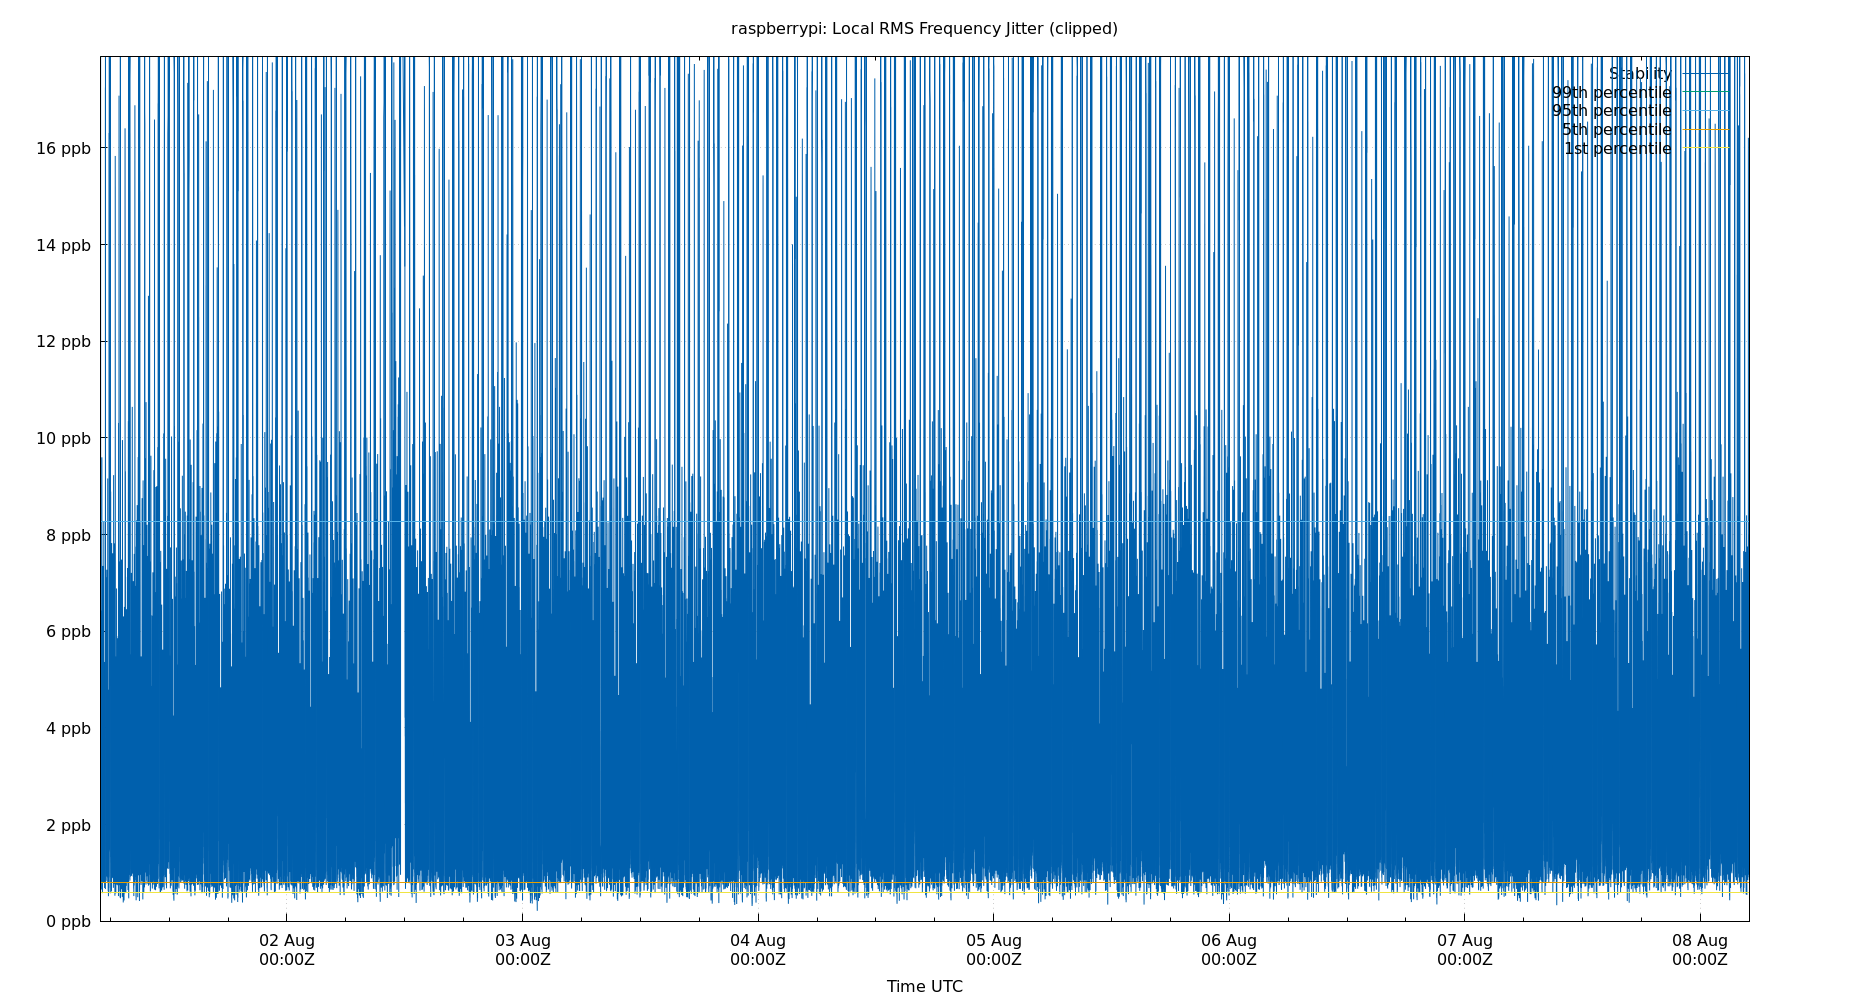 raspberrypi: Local RMS Frequency Jitter (clipped)
Stability
99th percentile
95th percentile
5th percentile
1st percentile
16 ppb
14 ppb
12 ppb
10 ppb
8 ppb
6 ppb
4 ppb
2 ppb
0 ppb
02 Aug 03 Aug 04 Aug 05 Aug 06 Aug 07 Aug 08 Aug
00:00Z 00:00Z 00:00Z 00:00Z 00:00Z 00:00Z 00:00Z
Time UTC